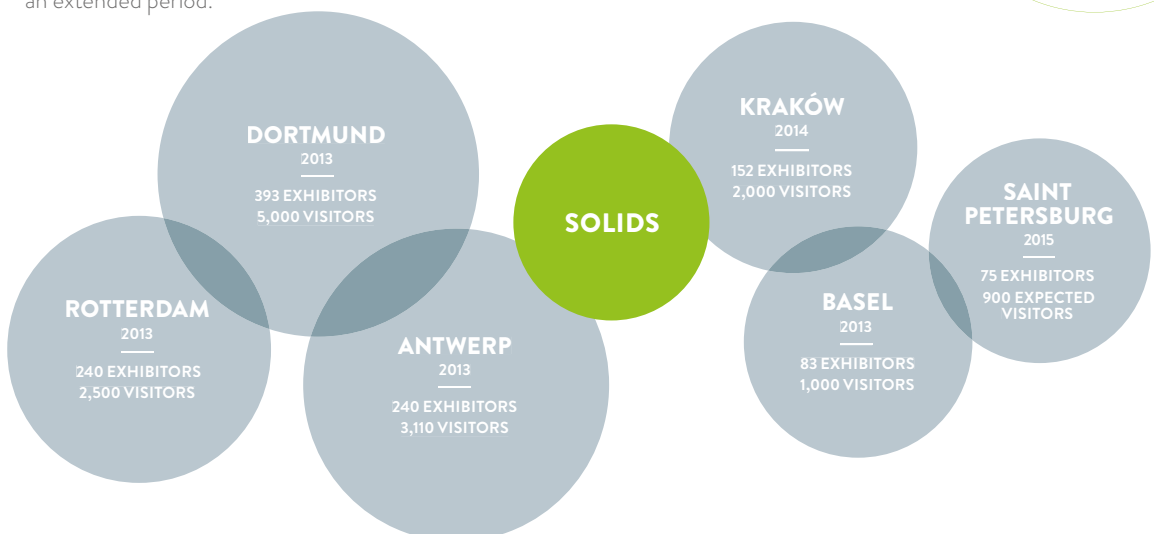 an extended period.
DORTMUND
2013
393 EXHIBITORS
5,000 VISITORS
ROTTERDAM
2013
240 EXHIBITORS
2,500 VISITORS
ANTWERP
2013
240 EXHIBITORS
3,110 VISITORS
SOLIDS
KRAKÓW
2014
152 EXHIBITORS
2,000 VISITORS
BASEL
2013
83 EXHIBITORS
1,000 VISITORS
SAINT
PETERSBURG
2015
75 EXHIBITORS
900 EXPECTED
VISITORS